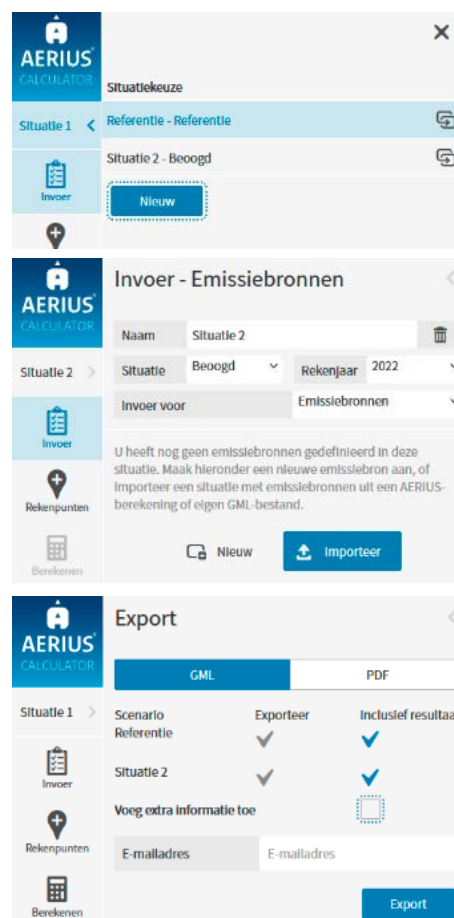 AERIUS
CALCULATOR
Situatiekeuze
Situatie 1
Referentie - Referentie
Situatie 2 - Beoogd
Invoer
Nieuw
AERIUS
CALCULATOR
Invoer - Emissiebronnen
Naam Situatie 2
Situatie 2
Situatie Beoogd Rekenjaar 2022
Invoer voor Emissiebronnen
Invoer
U heeft nog geen emissiebronnen gedefinieerd in deze
situatie. Maak hieronder een nieuwe emissiebron aan, of
importeer een situatie met emissiebronnen uit een AERIUS-
berekening of eigen GML-bestand.
Rekenpunten
Nieuw Importeer
Berekenen
AERIUS
CALCULATOR
Export
GML PDF
Situatie 1
Scenario Exporteer Inclusief resultaa
Referentie
Situatie 2
Invoer
Voeg extra informatie toe
Rekenpunten
E-mailadres E-mailadres
Berekenen
Export